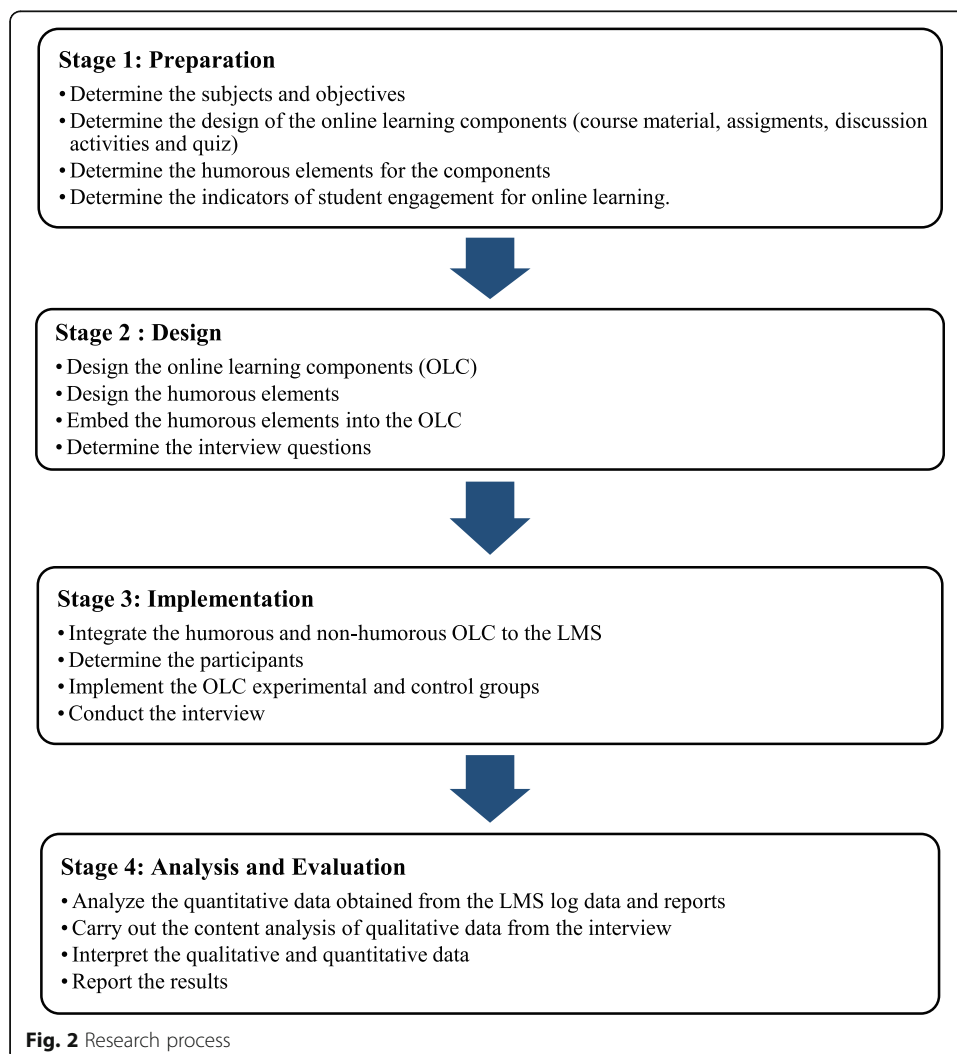 Stage 1: Preparation
• Determine the subjects and objectives
• Determine the design of the online learning components (course material, assigments, discussion
activities and quiz)
• Determine the humorous elements for the components
• Determine the indicators of student engagement for online learning.
Stage 2 : Design
• Design the online learning components (OLC)
• Design the humorous elements
• Embed the humorous elements into the OLC
• Determine the interview questions
Stage 3: Implementation
• Integrate the humorous and non-humorous OLC to the LMS
• Determine the participants
• Implement the OLC experimental and control groups
• Conduct the interview
Stage 4: Analysis and Evaluation
• Analyze the quantitative data obtained from the LMS log data and reports
• Carry out the content analysis of qualitative data from the interview
• Interpret the qualitative and quantitative data
• Report the results
Fig. 2 Research process